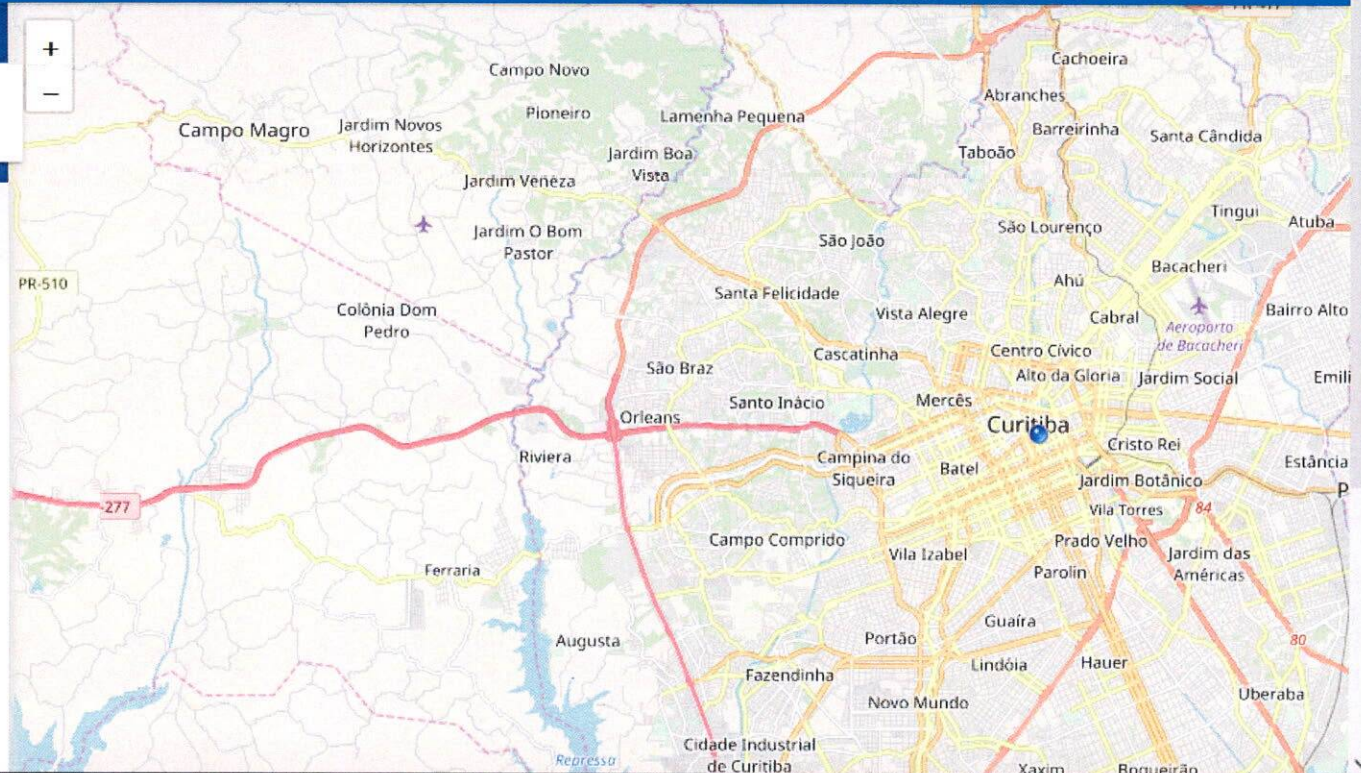 +
−
Campo Novo
Cachoeira
Pioneiro
Abranches
Lamenha Pequena
Campo Magro
Jardim Novos
Horizontes
Barreirinha
Santa Cândida
Jardim Boa
Vista
Taboão
Jardim Veneza
Tingui
Atuba
São Lourenço
Jardim O Bom
Pastor
São João
Bacacheri
PR-510
Ahú
Santa Felicidade
Colônia Dom
Pedro
Vista Alegre
Cabral
Bairro Alto
Aeroporto
de Bacacheri
Cascatinha
Centro Cívico
São Braz
Alto da Gloria
Jardim Social
Emili
Santo Inácio
Mercês
Orleans
Curitiba
Cristo Rei
Riviera
Campina do
Siqueira
Batel
Estância
Jardim Botânico
P
-277
Vila Torres
84
Campo Comprido
Vila Izabel
Prado Velho
Jardim das
Américas
Ferraria
Parolin
Guaíra
Augusta
Portão
80
Lindóia
Hauer
Fazendinha
Uberaba
Novo Mundo
Cidade Industrial
de Curitiba
Represa
Xaxim
Boqueirão